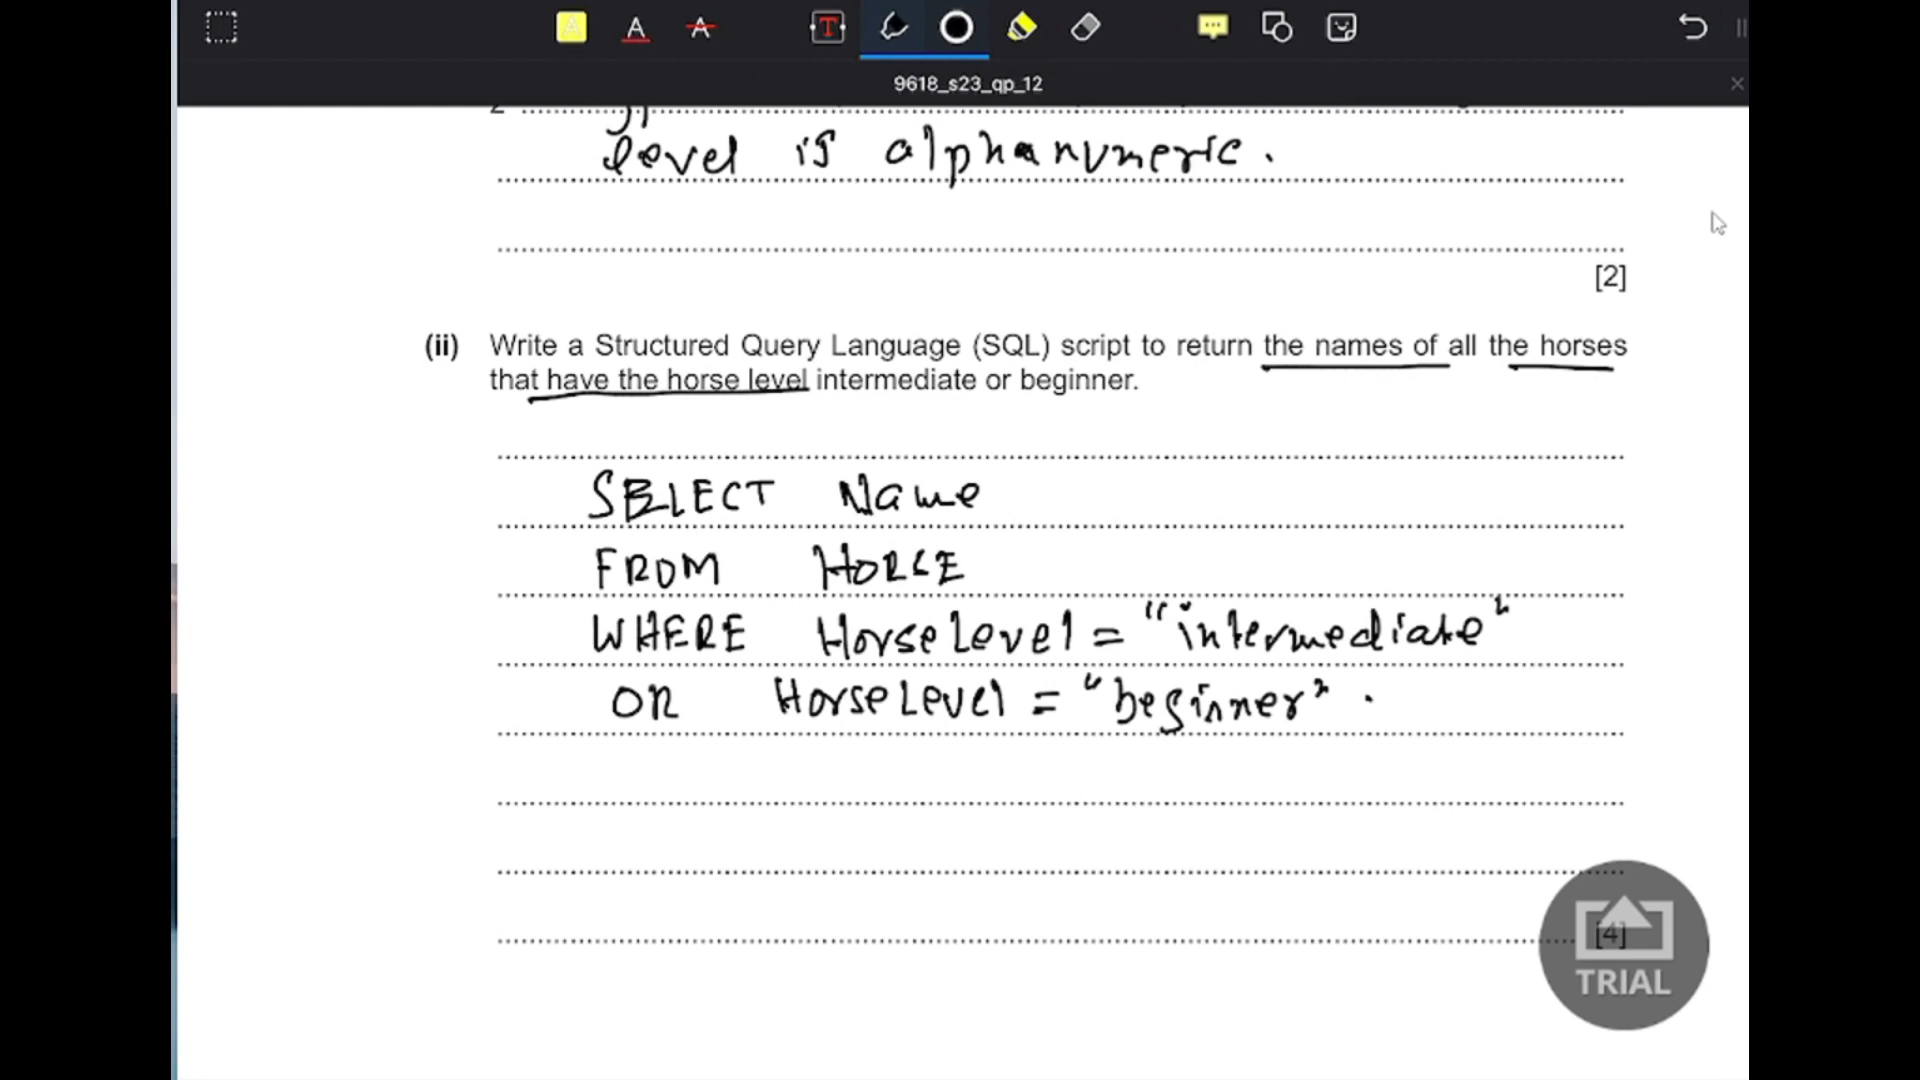 9618_s23_qp_12
level is alphanumeric.
[2]
(ii) Write a Structured Query Language (SQL) script to return the names of all the horses
that have the horse level intermediate or beginner.
SELECT Name
FROM HORSE
WHERE HorseLevel = "intermediate"
OR HorseLevel = "beginner".
[4]
TRIAL